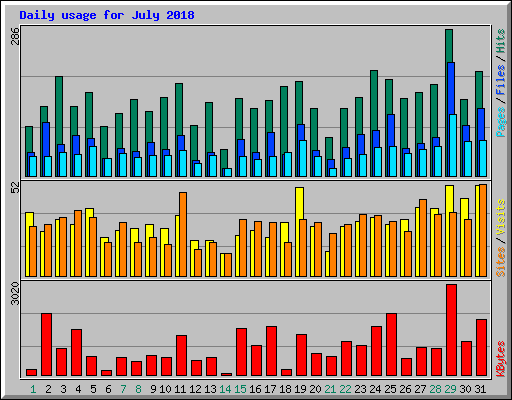 Daily usage for July 2018
286
Pages / Files / Hits
52
Sites / Visits
3020
KBytes
1 2 3 4 5 6 7 8 9 10 11 12 13 14 15 16 17 18 19 20 21 22 23 24 25 26 27 28 29 30 31